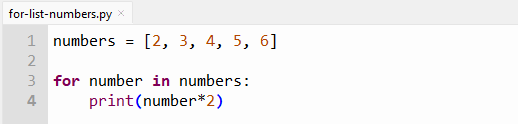 for-list-numbers.py ×
1 numbers = [2, 3, 4, 5, 6]
2
3 for number in numbers:
4     print(number*2)